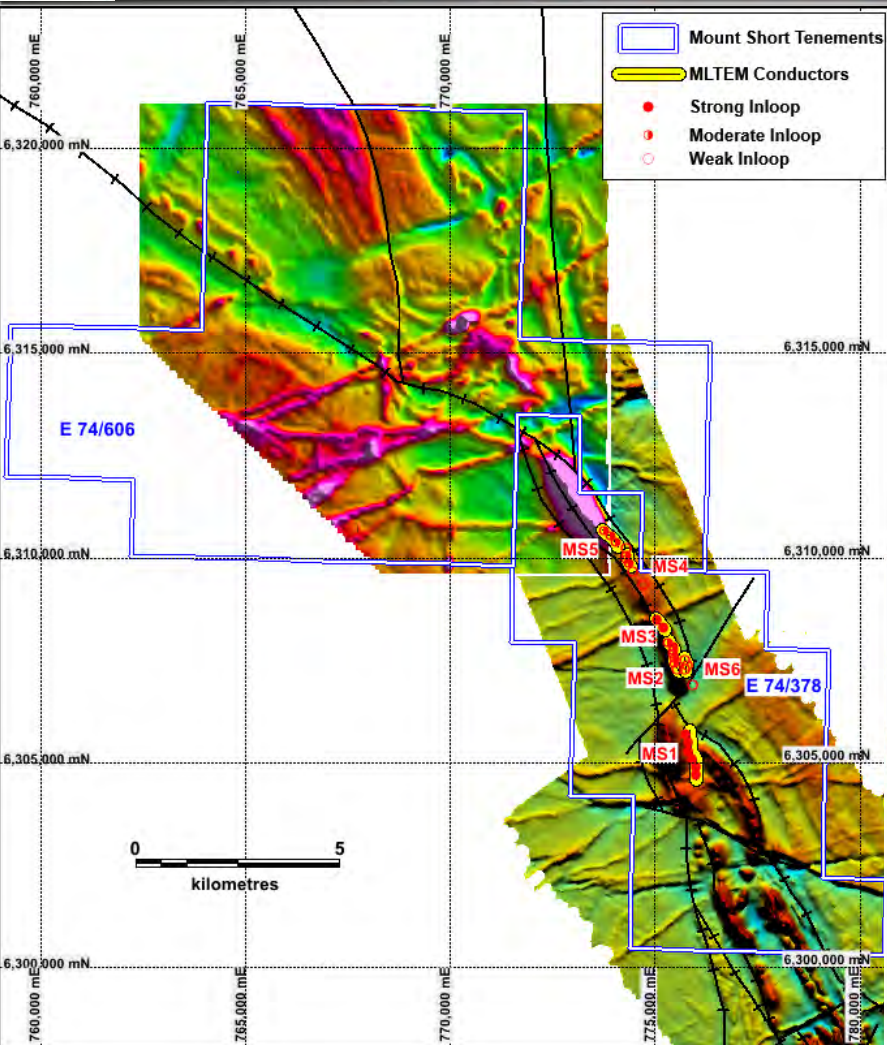 760,000 mE
765,000 mE
770,000 mE
Mount Short Tenements
MLTEM Conductors
Strong Inloop
Moderate Inloop
Weak Inloop
6,320,000 mN
6,315,000 mN
6,315,000 mN
E 74/606
6,310,000 mN
MS5
6,310,000 mN
MS4
MS3
MS6
MS2
E 74/378
6,305,000 mN
MS1
6,305,000 mN
0 5
kilometres
6,300,000 mN
6,300,000 mN
760,000 mE
765,000 mE
770,000 mE
775,000 mE
780,000 mE